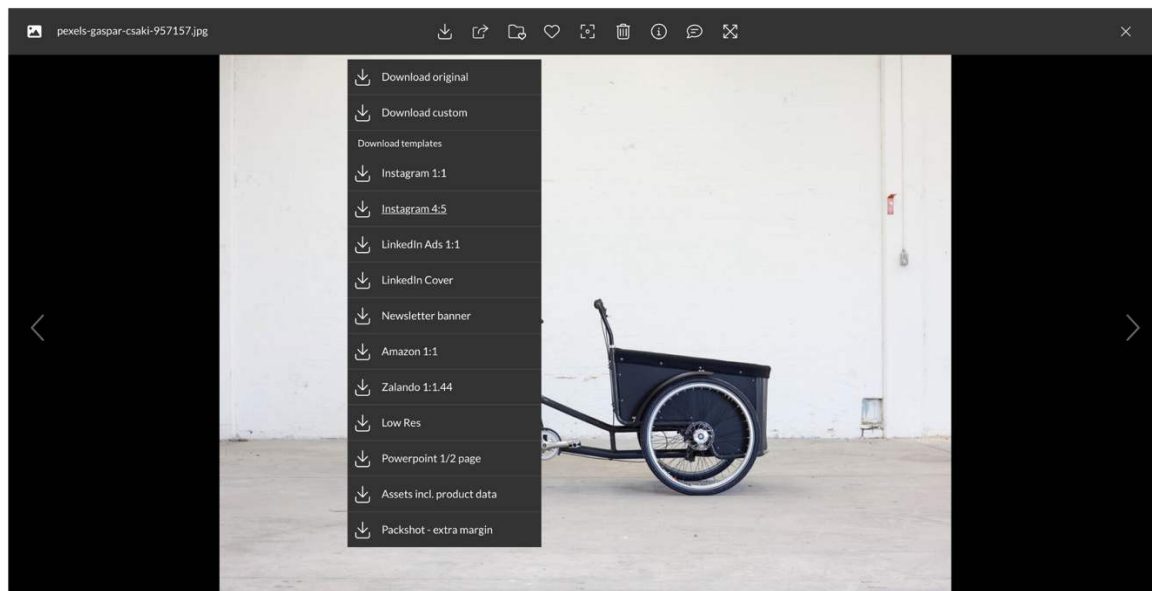 pexels-gaspar-csaki-957157.jpg
Download original
Download custom
Download templates
Instagram 1:1
Instagram 4:5
LinkedIn Ads 1:1
LinkedIn Cover
Newsletter banner
Amazon 1:1
Zalando 1:1.44
Low Res
Powerpoint 1/2 page
Assets incl. product data
Packshot - extra margin